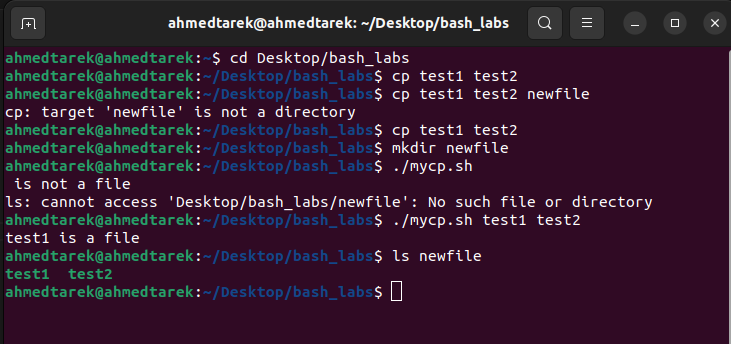 ahmedtarek@ahmedtarek: ~/Desktop/bash_labs
ahmedtarek@ahmedtarek:~$ cd Desktop/bash_labs
ahmedtarek@ahmedtarek:~/Desktop/bash_labs$ cp test1 test2
ahmedtarek@ahmedtarek:~/Desktop/bash_labs$ cp test1 test2 newfile
cp: target 'newfile' is not a directory
ahmedtarek@ahmedtarek:~/Desktop/bash_labs$ cp test1 test2
ahmedtarek@ahmedtarek:~/Desktop/bash_labs$ mkdir newfile
ahmedtarek@ahmedtarek:~/Desktop/bash_labs$ ./mycp.sh
 is not a file
ls: cannot access 'Desktop/bash_labs/newfile': No such file or directory
ahmedtarek@ahmedtarek:~/Desktop/bash_labs$ ./mycp.sh test1 test2
test1 is a file
ahmedtarek@ahmedtarek:~/Desktop/bash_labs$ ls newfile
test1  test2
ahmedtarek@ahmedtarek:~/Desktop/bash_labs$